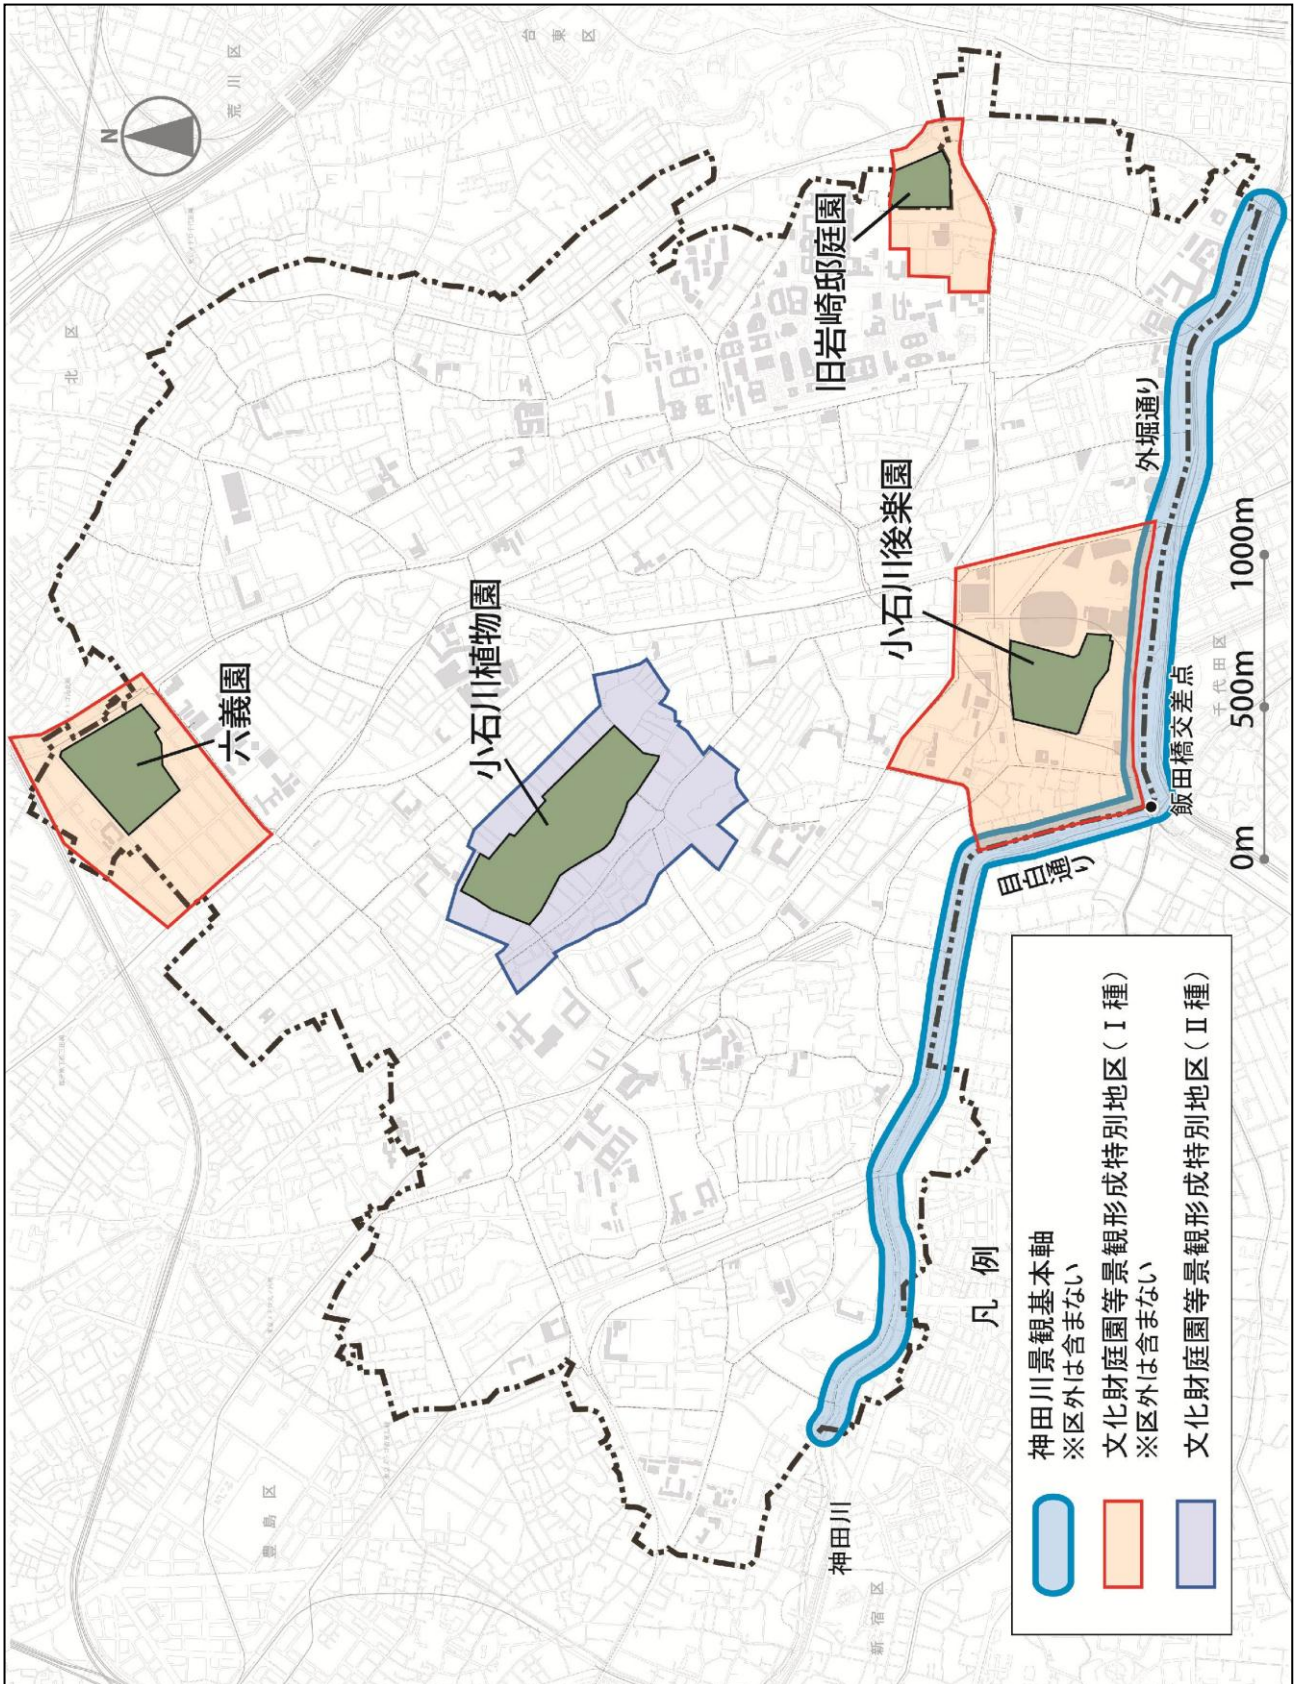 荒川区
台東区
N
北区
六義園
旧岩崎邸庭園
小石川植物園
小石川後楽園
外堀通り
豊島区
目白通り
飯田橋交差点
千代田区
0m
500m
1000m
神田川
新宿区
凡例
神田川景観基本軸
※区外は含まない
文化財庭園等景観形成特別地区(Ⅰ種)
※区外は含まない
文化財庭園等景観形成特別地区(Ⅱ種)